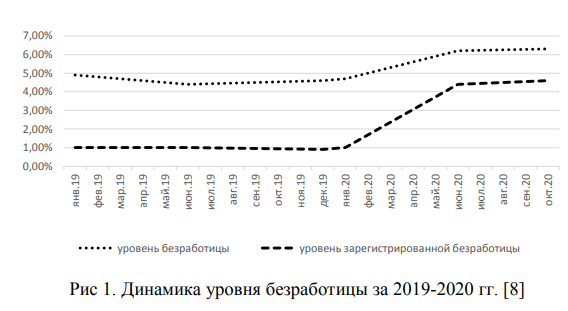 7,00%
6,00%
5,00%
4,00%
3,00%
2,00%
1,00%
0,00%
янв.19
фев.19
мар.19
апр.19
май.19
июн.19
июл.19
авг.19
сен.19
окт.19
ноя.19
дек.19
янв.20
фев.20
мар.20
апр.20
май.20
июн.20
июл.20
авг.20
сен.20
окт.20
уровень безработицы
уровень зарегистрированной безработицы
Рис 1. Динамика уровня безработицы за 2019-2020 гг. [8]